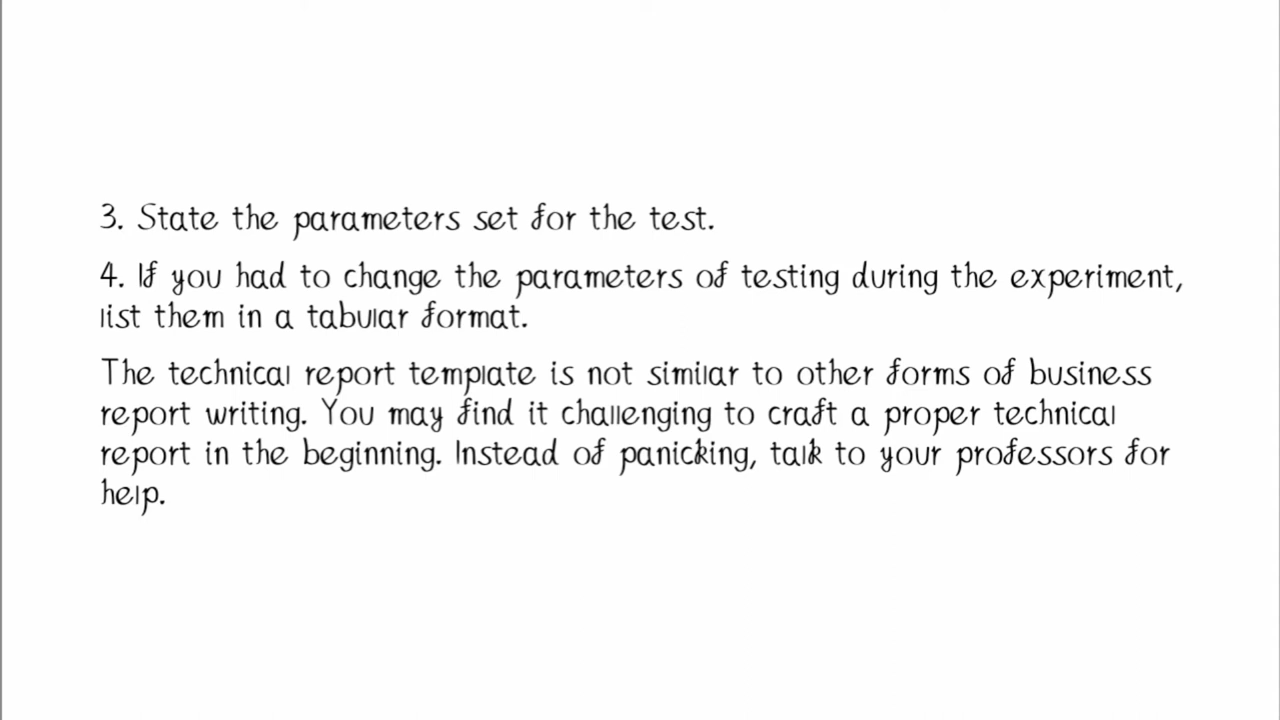 3. State the parameters set for the test.
4. If you had to change the parameters of testing during the experiment,
list them in a tabular format.
The technical report template is not similar to other forms of business
report writing. You may find it challenging to craft a proper technical
report in the beginning. Instead of panicking, talk to your professors for
help.